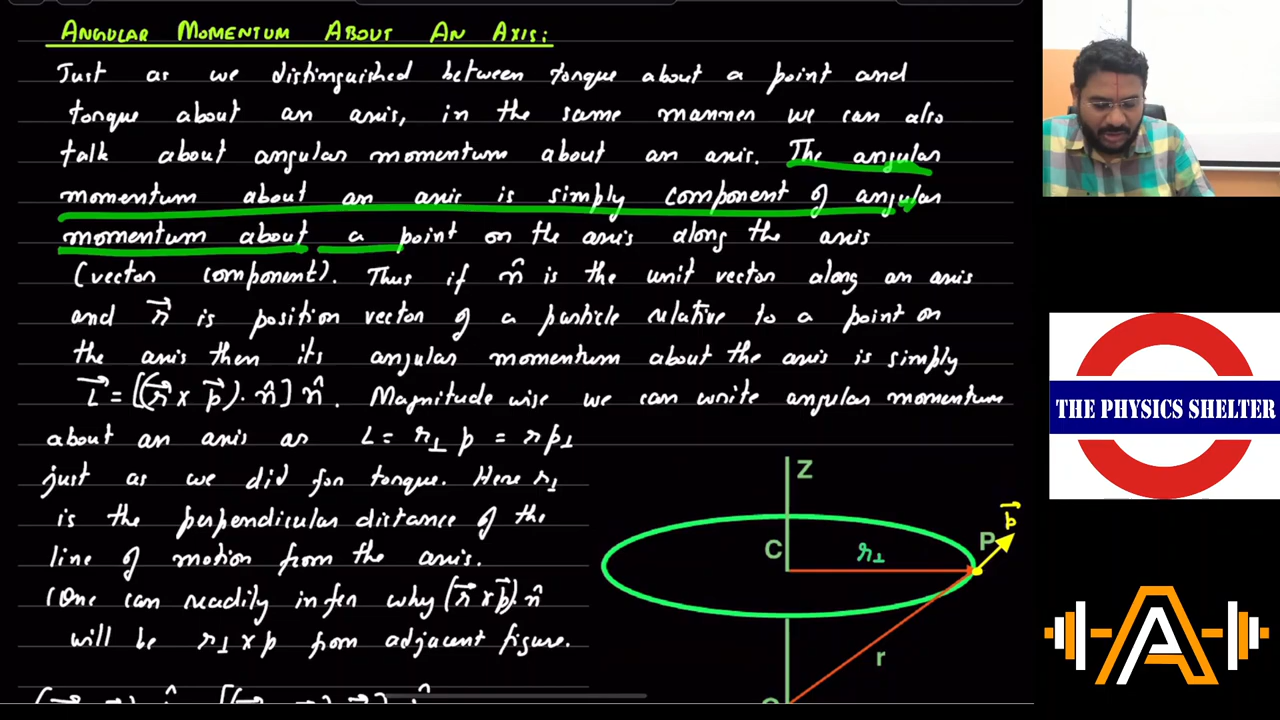 ANGULAR MOMENTUM ABOUT AN AXIS:
Just as we distinguished between torque about a point and
torque about an axis, in the same manner we can also
talk about angular momentum about an axis. The angular
momentum about an axis is simply component of angular
momentum about a point on the axis along the axis
(vector component). Thus if n̂ is the unit vector along an axis
and r⃗ is position vector of a particle relative to a point on
the axis then its angular momentum about the axis is simply
L⃗ = [(r⃗ × p⃗). n̂] n̂. Magnitude wise we can write angular momentum
about an axis as L = r⊥ p = r p⊥
just as we did for torque. Here r⊥
is the perpendicular distance of the
line of motion from the axis.
(One can readily infer why (r⃗ × p⃗). n̂
will be r⊥ × p from adjacent figure.
Z
C
r⊥
P
p⃗
r
THE PHYSICS SHELTER